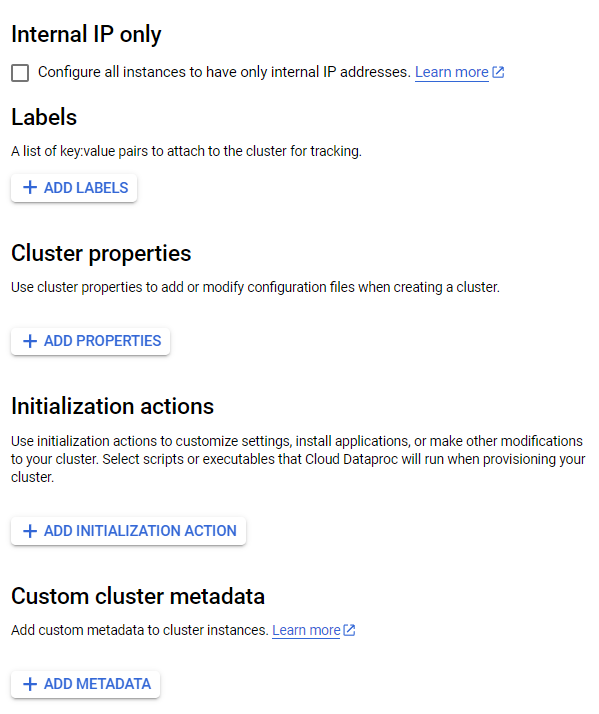 Internal IP only
Configure all instances to have only internal IP addresses. Learn more
Labels
A list of key:value pairs to attach to the cluster for tracking.
ADD LABELS
Cluster properties
Use cluster properties to add or modify configuration files when creating a cluster.
ADD PROPERTIES
Initialization actions
Use initialization actions to customize settings, install applications, or make other modifications
to your cluster. Select scripts or executables that Cloud Dataproc will run when provisioning your
cluster.
ADD INITIALIZATION ACTION
Custom cluster metadata
Add custom metadata to cluster instances. Learn more
ADD METADATA